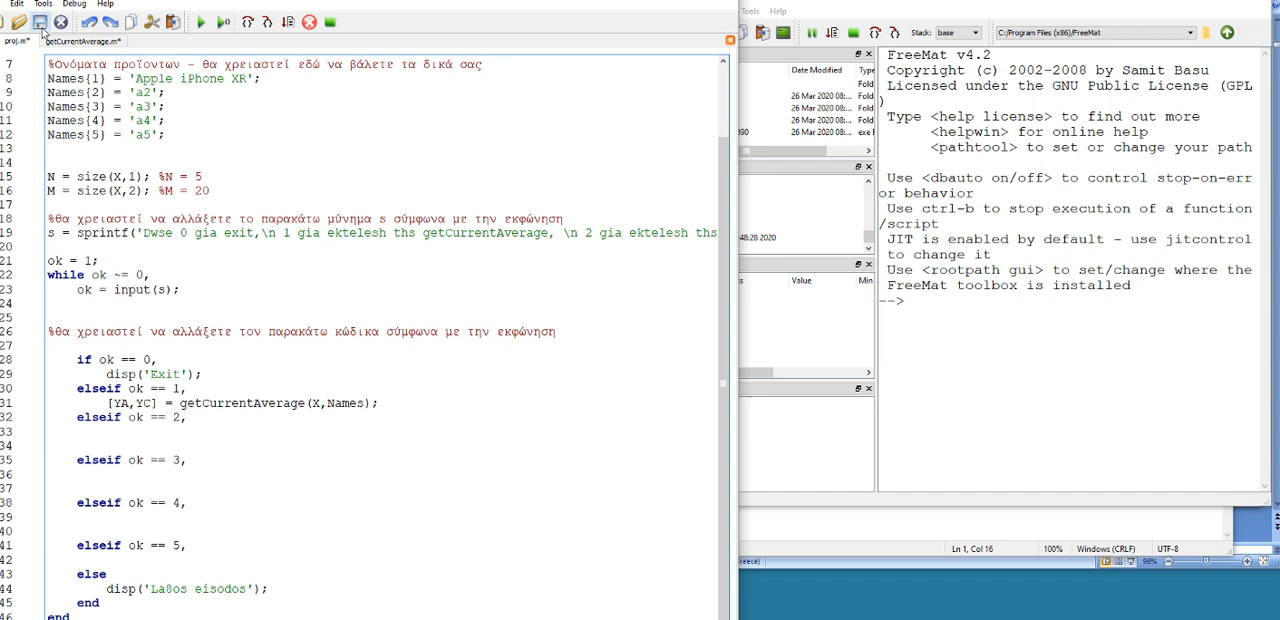 Edit Tools Debug Help
proj.m* getCurrentAverage.m*
7 %Ονόματα προϊοντων - θα χρειαστεί εδώ να βάλετε τα δικά σας
8 Names{1} = 'Apple iPhone XR';
9 Names{2} = 'a2';
10 Names{3} = 'a3';
11 Names{4} = 'a4';
12 Names{5} = 'a5';
13
14
15 N = size(X,1); %N = 5
16 M = size(X,2); %M = 20
17
18 %θα χρειαστεί να αλλάξετε το παρακάτω μύνημα s σύμφωνα με την εκφώνηση
19 s = sprintf('Dwse 0 gia exit,\n 1 gia ektelesh ths getCurrentAverage, \n 2 gia ektelesh ths
20
21 ok = 1;
22 while ok ~= 0,
23 ok = input(s);
24
25
26 %θα χρειαστεί να αλλάξετε τον παρακάτω κώδικα σύμφωνα με την εκφώνηση
27
28 if ok == 0,
29 disp('Exit');
30 elseif ok == 1,
31 [YA,YC] = getCurrentAverage(X,Names);
32 elseif ok == 2,
33
34
35 elseif ok == 3,
36
37
38 elseif ok == 4,
39
40
41 elseif ok == 5,
42
43 else
44 disp('La8os eisodos');
45 end
46 end
Tools Help
Stack: base C:/Program Files (x86)/FreeMat
Date Modified Type
Fold
26 Mar 2020 08:... Fold
26 Mar 2020 08:... Fold
26 Mar 2020 08:... Fold
090 26 Mar 2020 08:... exe F
48:28 2020
s Value Min
FreeMat v4.2
Copyright (c) 2002-2008 by Samit Basu
Licensed under the GNU Public License (GPL
)
Type <help license> to find out more
<helpwin> for online help
<pathtool> to set or change your path
Use <dbauto on/off> to control stop-on-err
or behavior
Use ctrl-b to stop execution of a function
/script
JIT is enabled by default - use jitcontrol
to change it
Use <rootpath gui> to set/change where the
FreeMat toolbox is installed
-->
Ln 1, Col 16 100% Windows (CRLF) UTF-8
reece) 96%